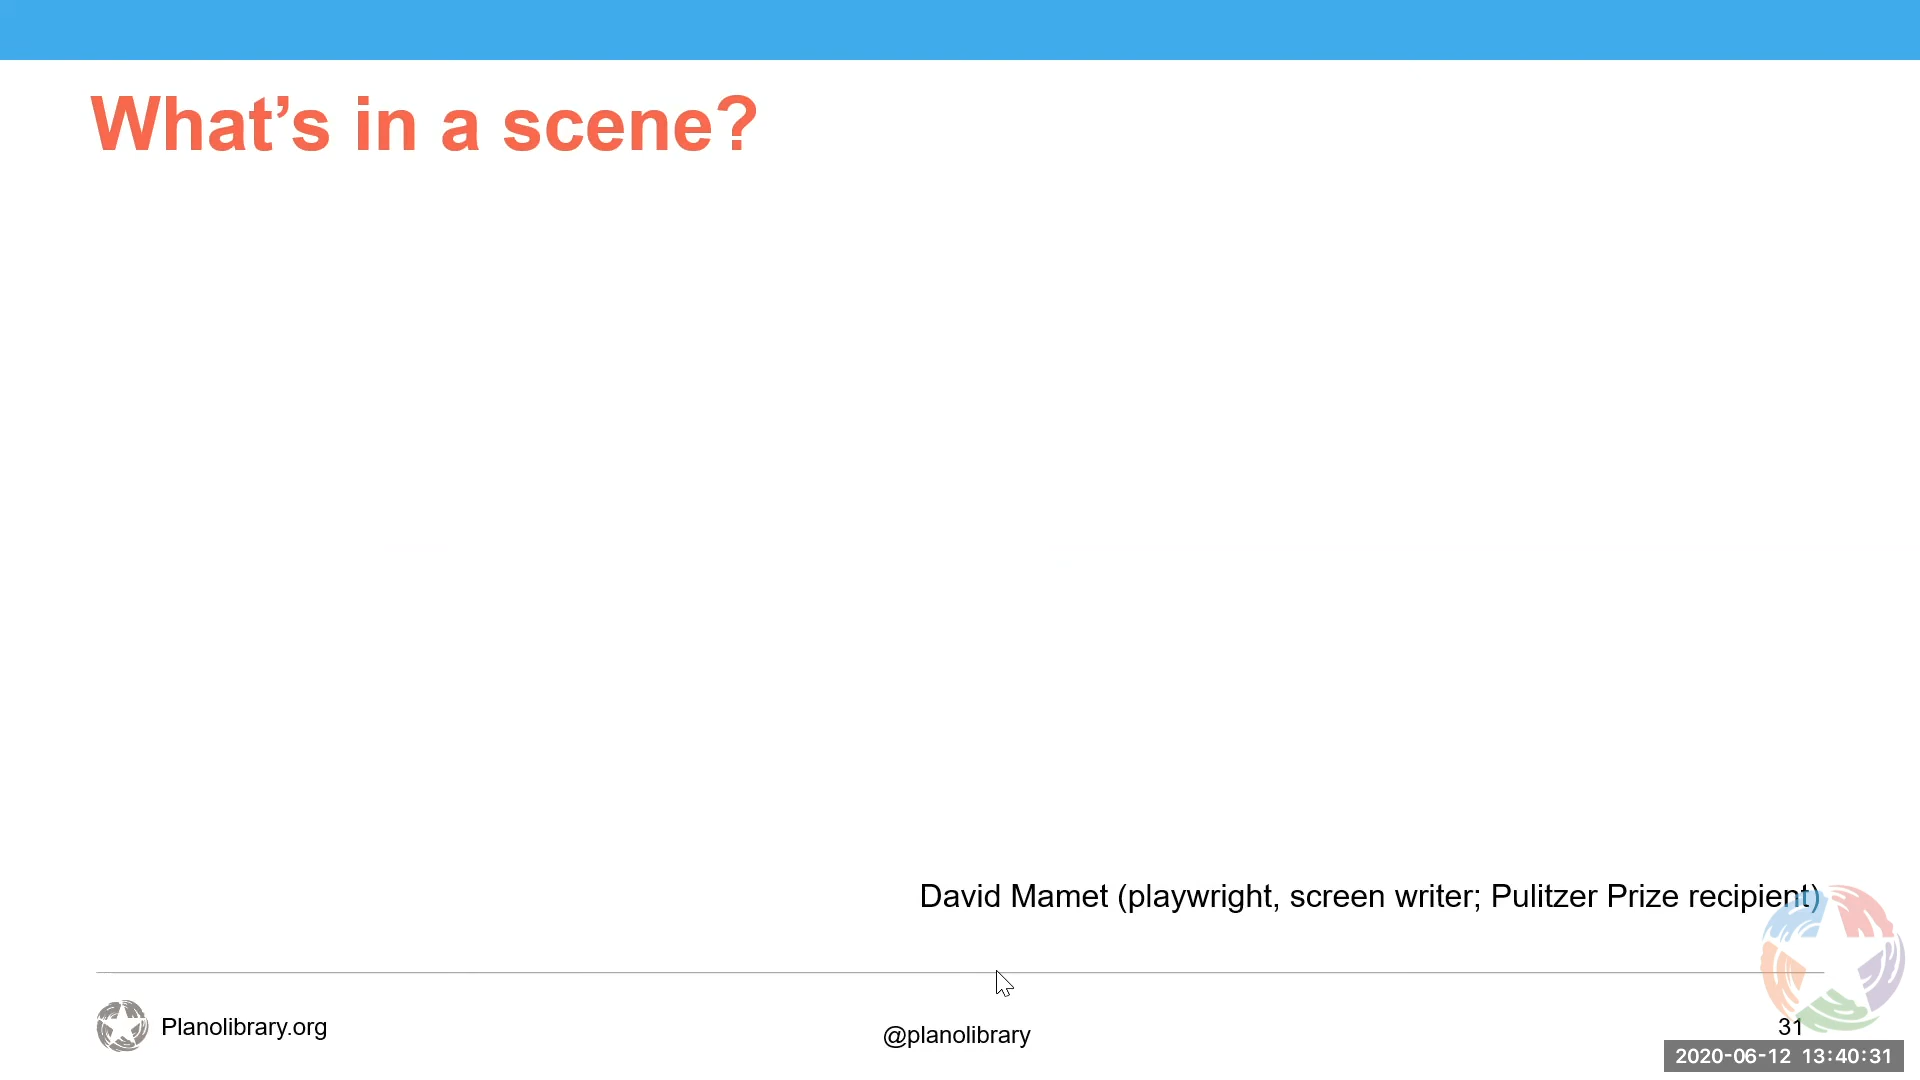 What’s in a scene?
David Mamet (playwright, screen writer; Pulitzer Prize recipient)
Planolibrary.org
@planolibrary
31
2020-06-12 13:40:31